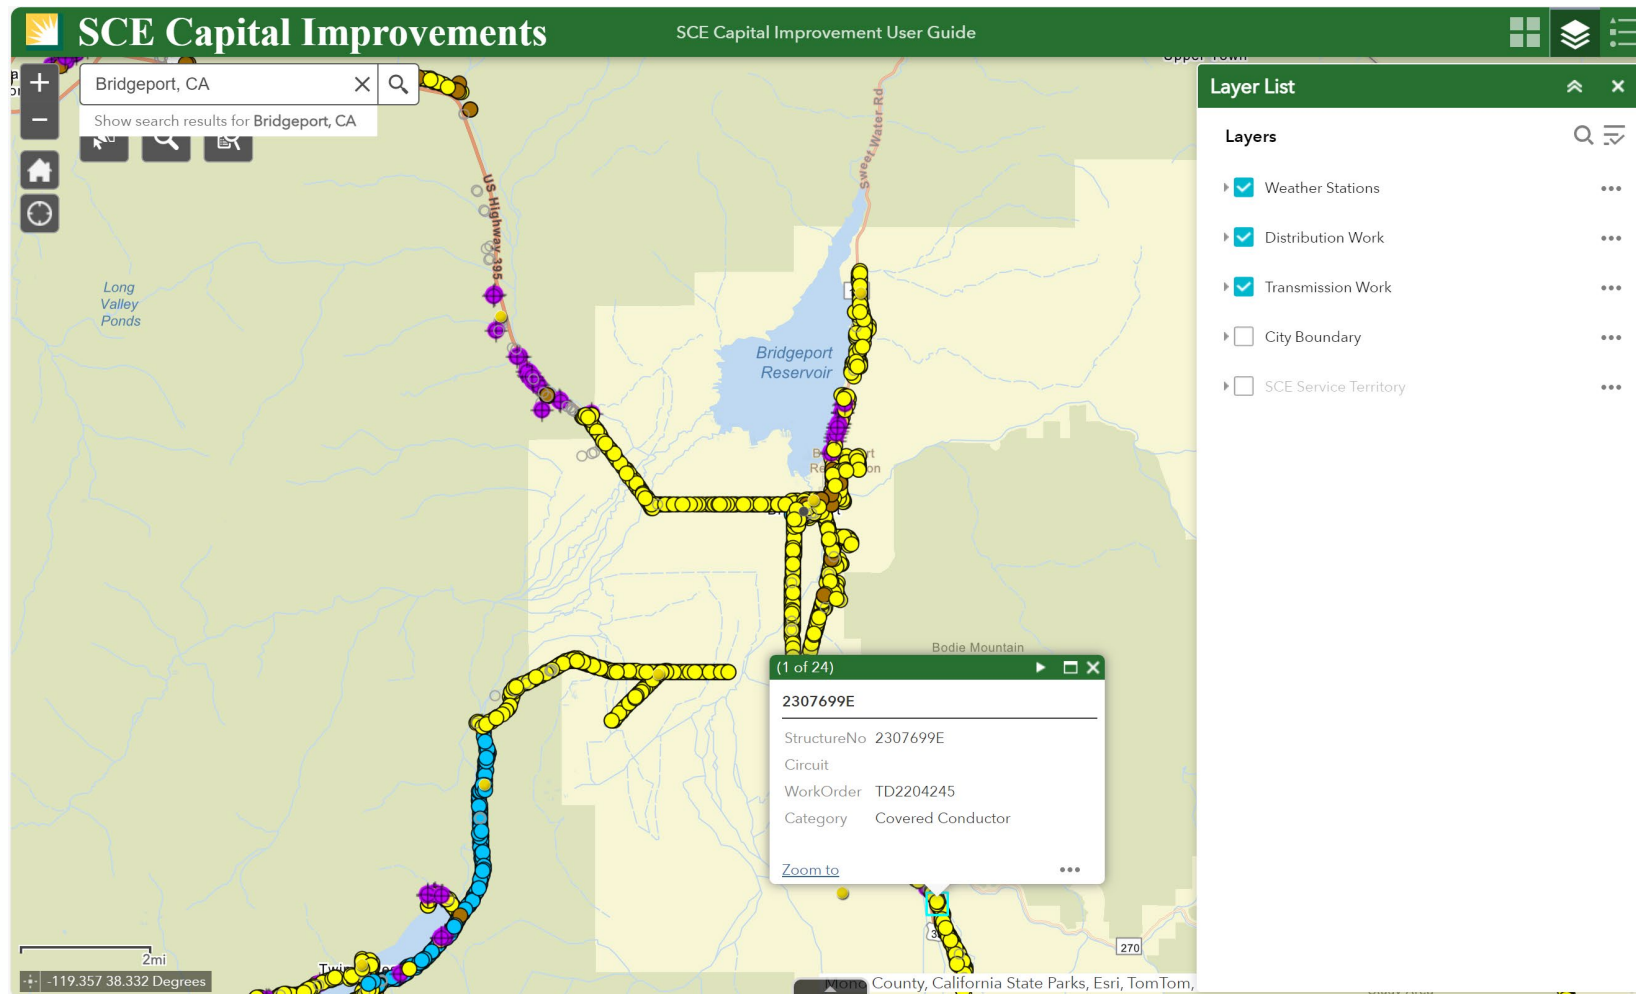 SCE Capital Improvements
SCE Capital Improvement User Guide
Bridgeport, CA
Show search results for Bridgeport, CA
Layer List
Layers
Weather Stations
Distribution Work
Transmission Work
City Boundary
SCE Service Territory
US Highway 395
Sweet Water Rd
Long
Valley
Ponds
Bridgeport
Reservoir
Bodie Mountain
(1 of 24)
2307699E
StructureNo 2307699E
Circuit
WorkOrder TD2204245
Category Covered Conductor
Zoom to
270
2mi
-119.357 38.332 Degrees
Mono County, California State Parks, Esri, TomTom,